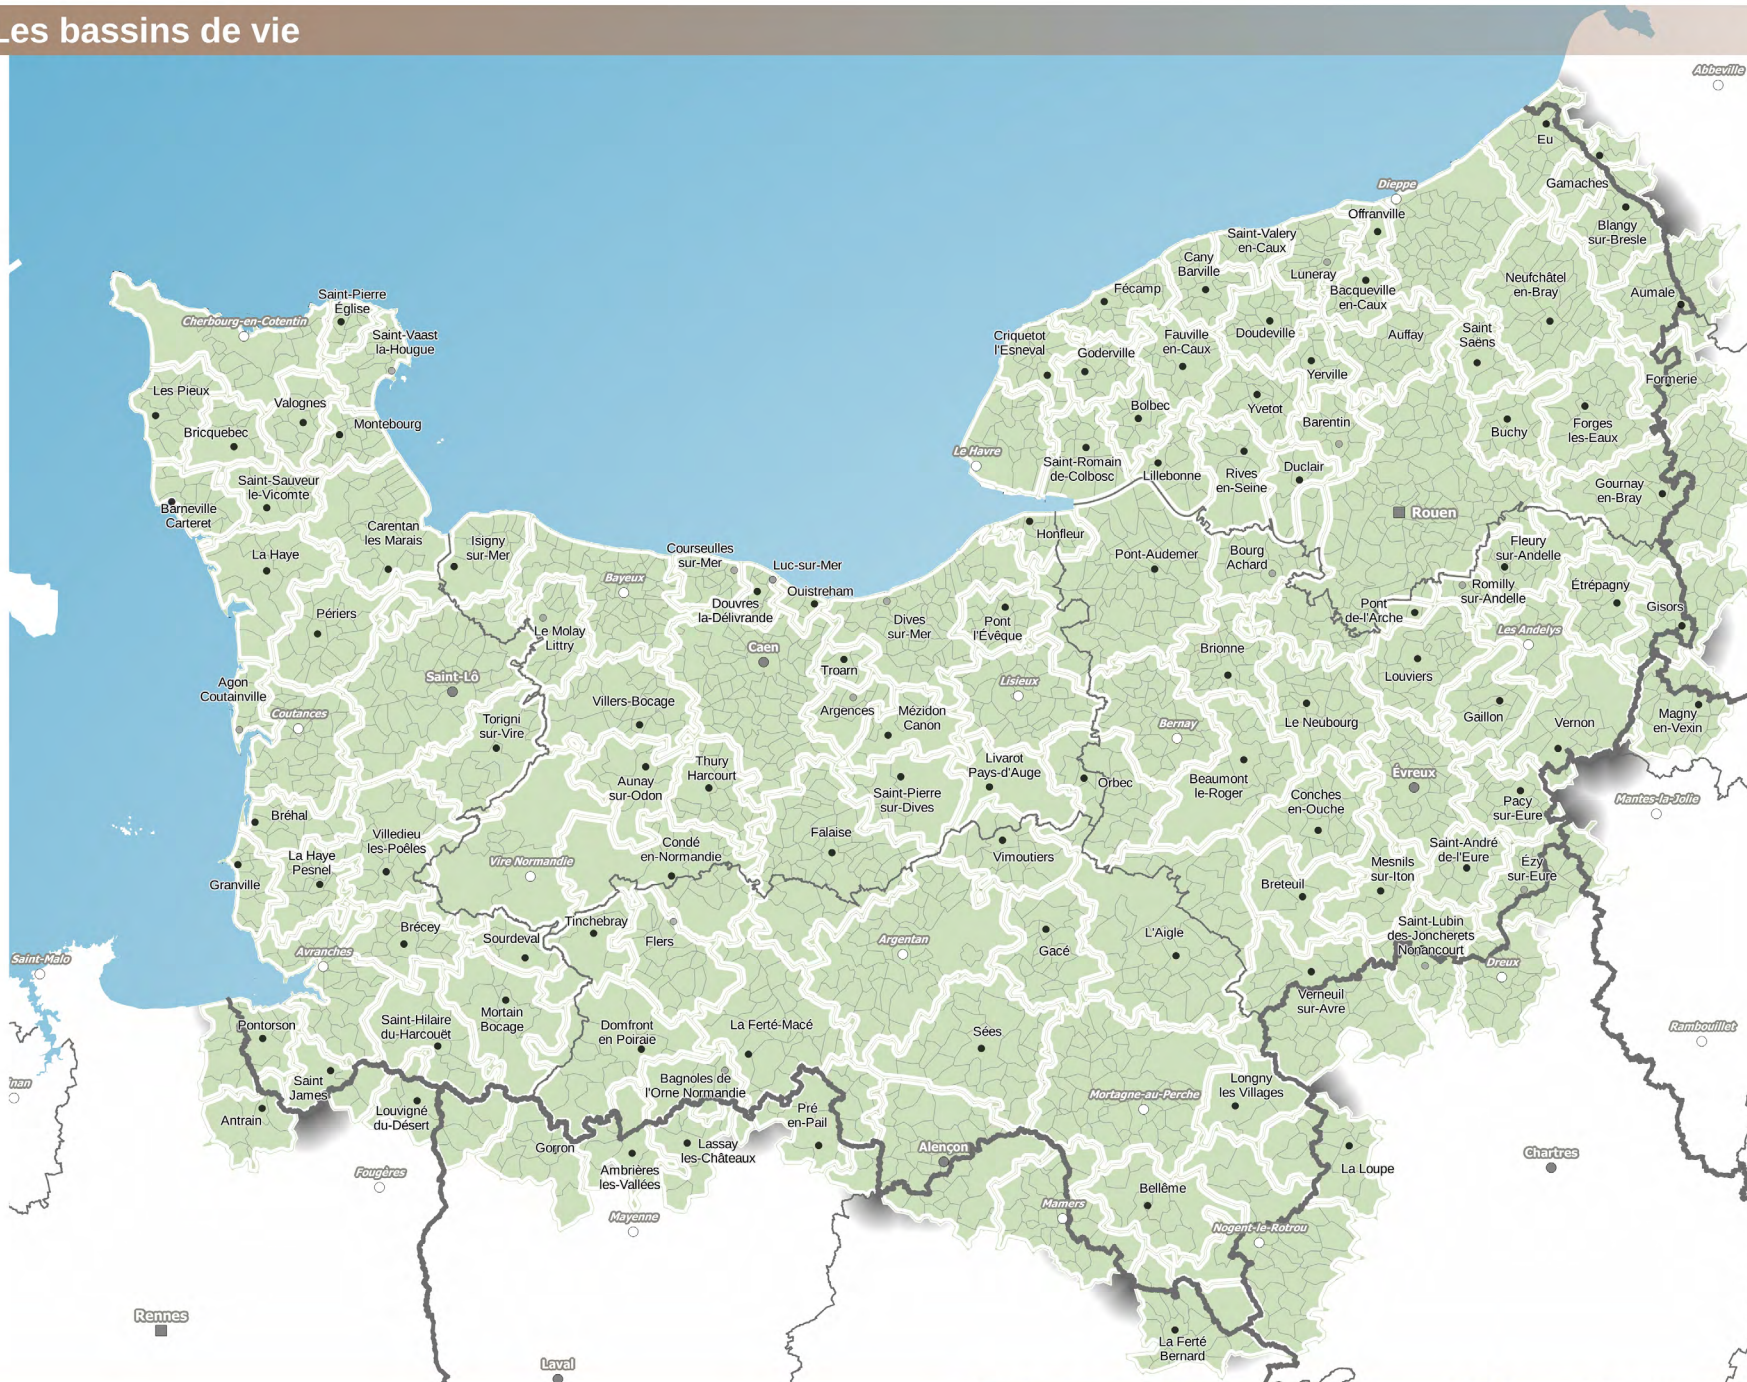 Les bassins de vie
Abbeville
Eu
Gamaches
Dieppe
Offranville
Blangy
sur-Bresle
Saint-Valery
en-Caux
Cany
Barville
Luneray
Bacqueville
en-Caux
Neufchâtel
en-Bray
Aumale
Fécamp
Saint-Pierre
Église
Cherbourg-en-Cotentin
Saint-Vaast
la-Hougue
Criquetot
l'Esneval
Goderville
Fauville
en-Caux
Doudeville
Auffay
Saint
Saëns
Yerville
Formerie
Les Pieux
Valognes
Bricquebec
Montebourg
Bolbec
Yvetot
Barentin
Buchy
Forges
les-Eaux
Le Havre
Saint-Romain
de-Colbosc
Lillebonne
Rives
en-Seine
Duclair
Saint-Sauveur
le-Vicomte
Barneville
Carteret
Gournay
en-Bray
Rouen
Carentan
les Marais
Isigny
sur-Mer
La Haye
Honfleur
Pont-Audemer
Bourg
Achard
Fleury
sur-Andelle
Courseulles
sur-Mer
Luc-sur-Mer
Bayeux
Ouistreham
Douvres
la-Délivrande
Romilly
sur-Andelle
Étrépagny
Pont
de-l'Arche
Gisors
Périers
Le Molay
Littry
Dives
sur-Mer
Pont
l'Évêque
Les Andelys
Caen
Troarn
Brionne
Saint-Lô
Lisieux
Louviers
Agon
Coutainville
Coutances
Torigni
sur-Vire
Villers-Bocage
Argences
Mézidon
Canon
Bernay
Le Neubourg
Gaillon
Vernon
Magny
en-Vexin
Aunay
sur-Odon
Thury
Harcourt
Livarot
Pays-d'Auge
Orbec
Saint-Pierre
sur-Dives
Beaumont
le-Roger
Évreux
Conches
en-Ouche
Pacy
sur-Eure
Mantes-la-Jolie
Bréhal
Villedieu
les-Poêles
Falaise
Condé
en-Normandie
Vimoutiers
Saint-André
de-l'Eure
La Haye
Pesnel
Vire Normandie
Mesnils
sur-Iton
Ézy
sur-Eure
Granville
Breteuil
Brécey
Tinchebray
Sourdeval
Flers
Argentan
Gacé
L'Aigle
Saint-Lubin
des-Joncherets
Nonancourt
Avranches
Saint-Malo
Dreux
Verneuil
sur-Avre
Pontorson
Saint-Hilaire
du-Harcouët
Mortain
Bocage
Domfront
en Poiraie
La Ferté-Macé
Sées
Rambouillet
nan
Saint
James
Bagnoles de
l'Orne Normandie
Longny
les Villages
Mortagne-au-Perche
Antrain
Louvigné
du-Désert
Pré
en-Pail
Gorron
Lassay
les-Châteaux
Ambrières
les-Vallées
Alençon
La Loupe
Chartres
Fougères
Bellême
Mamers
Mayenne
Nogent-le-Rotrou
Rennes
La Ferté
Bernard
Laval